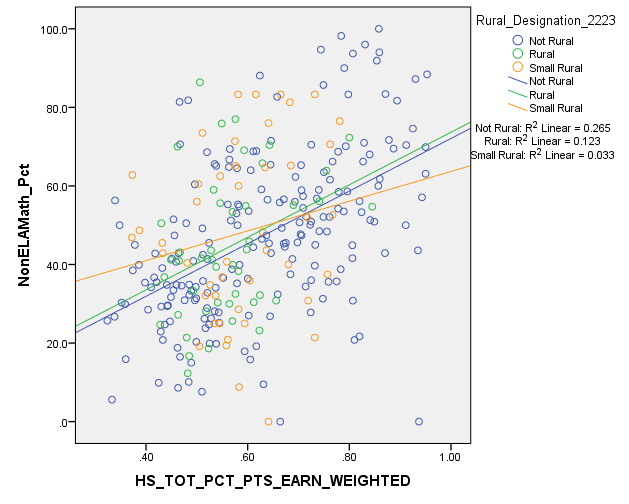 Rural_Designation_2223
Not Rural
Rural
Small Rural
Not Rural
Rural
Small Rural
Not Rural: R2 Linear = 0.265
Rural: R2 Linear = 0.123
Small Rural: R2 Linear = 0.033
NonELAMath_Pct
100.0
80.0
60.0
40.0
20.0
.0
.40 .60 .80 1.00
HS_TOT_PCT_PTS_EARN_WEIGHTED